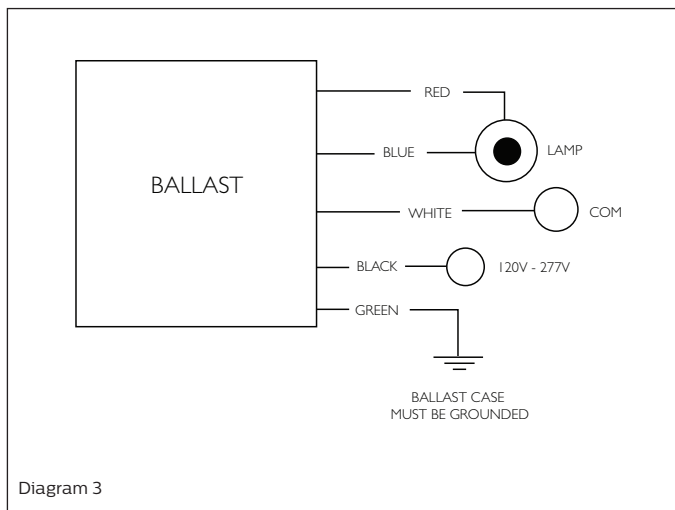 RED
BALLAST
BLUE
LAMP
WHITE
COM
BLACK
120V - 277V
GREEN
BALLAST CASE
MUST BE GROUNDED
Diagram 3